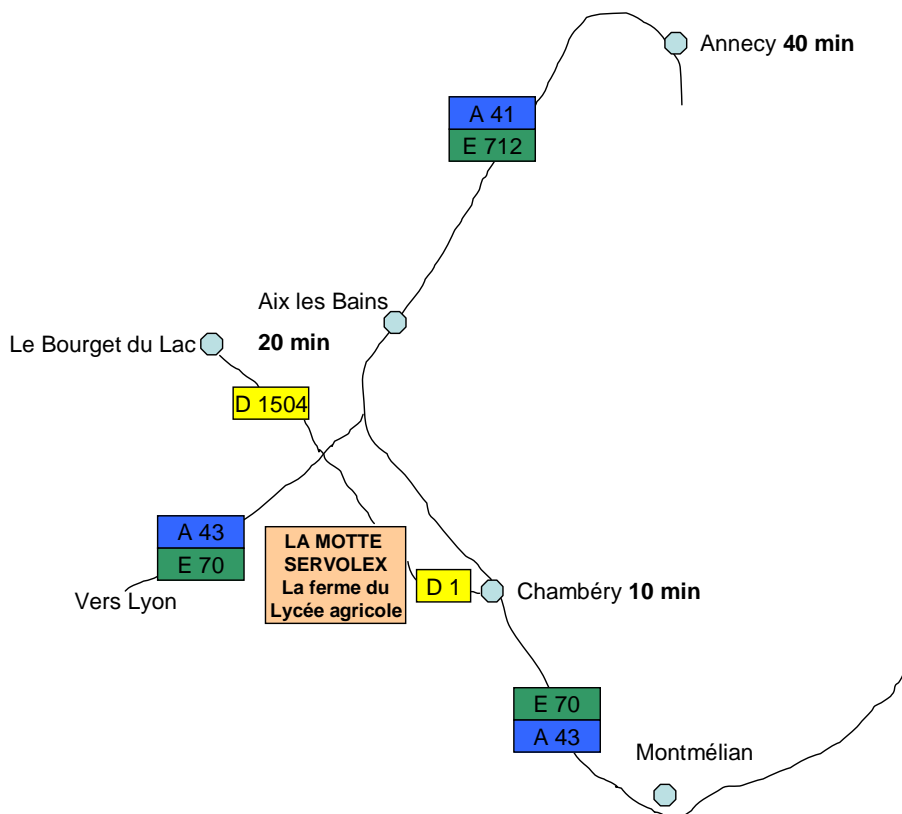 Annecy 40 min
A 41
E 712
Aix les Bains
20 min
Le Bourget du Lac
D 1504
A 43
E 70
Vers Lyon
LA MOTTE
SERVOLEX
La ferme du
Lycée agricole
D 1
Chambéry 10 min
E 70
A 43
Montmélian